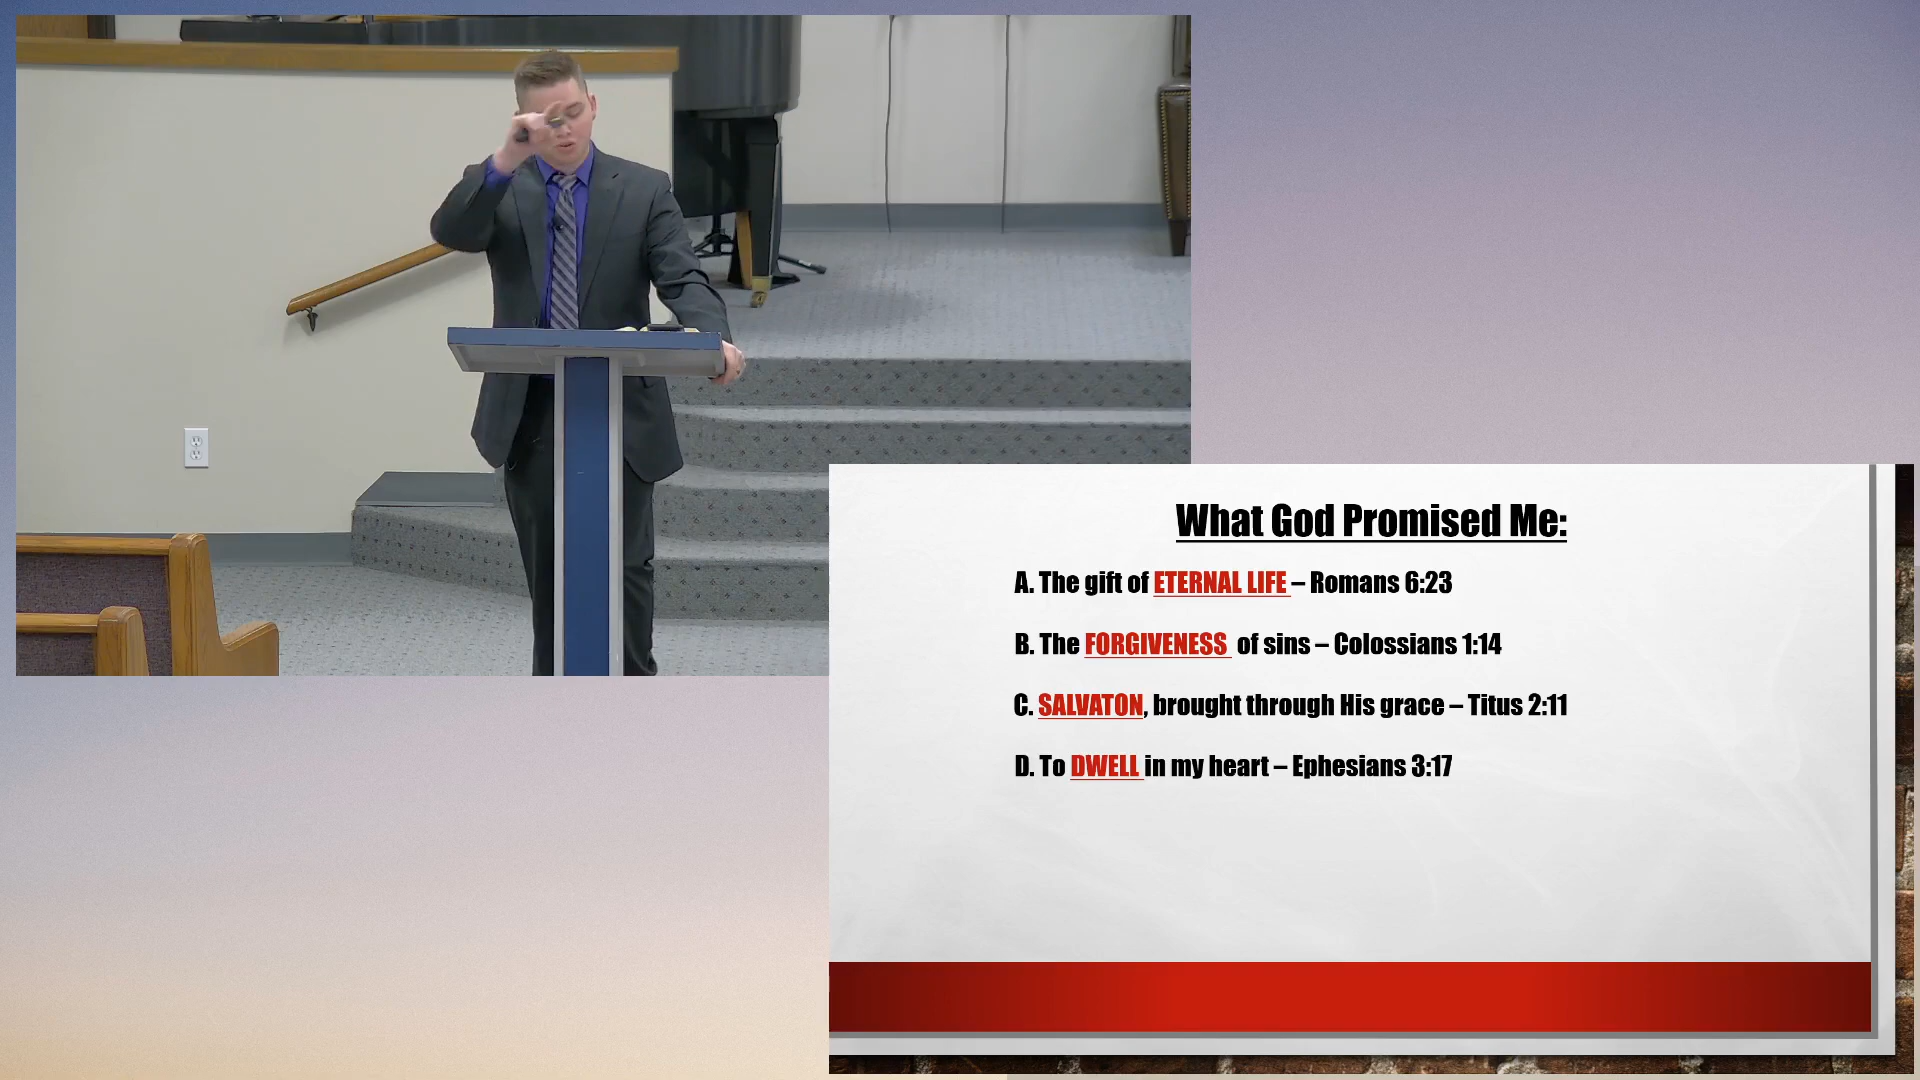 What God Promised Me:
A. The gift of ETERNAL LIFE – Romans 6:23
B. The FORGIVENESS of sins – Colossians 1:14
C. SALVATON, brought through His grace – Titus 2:11
D. To DWELL in my heart – Ephesians 3:17